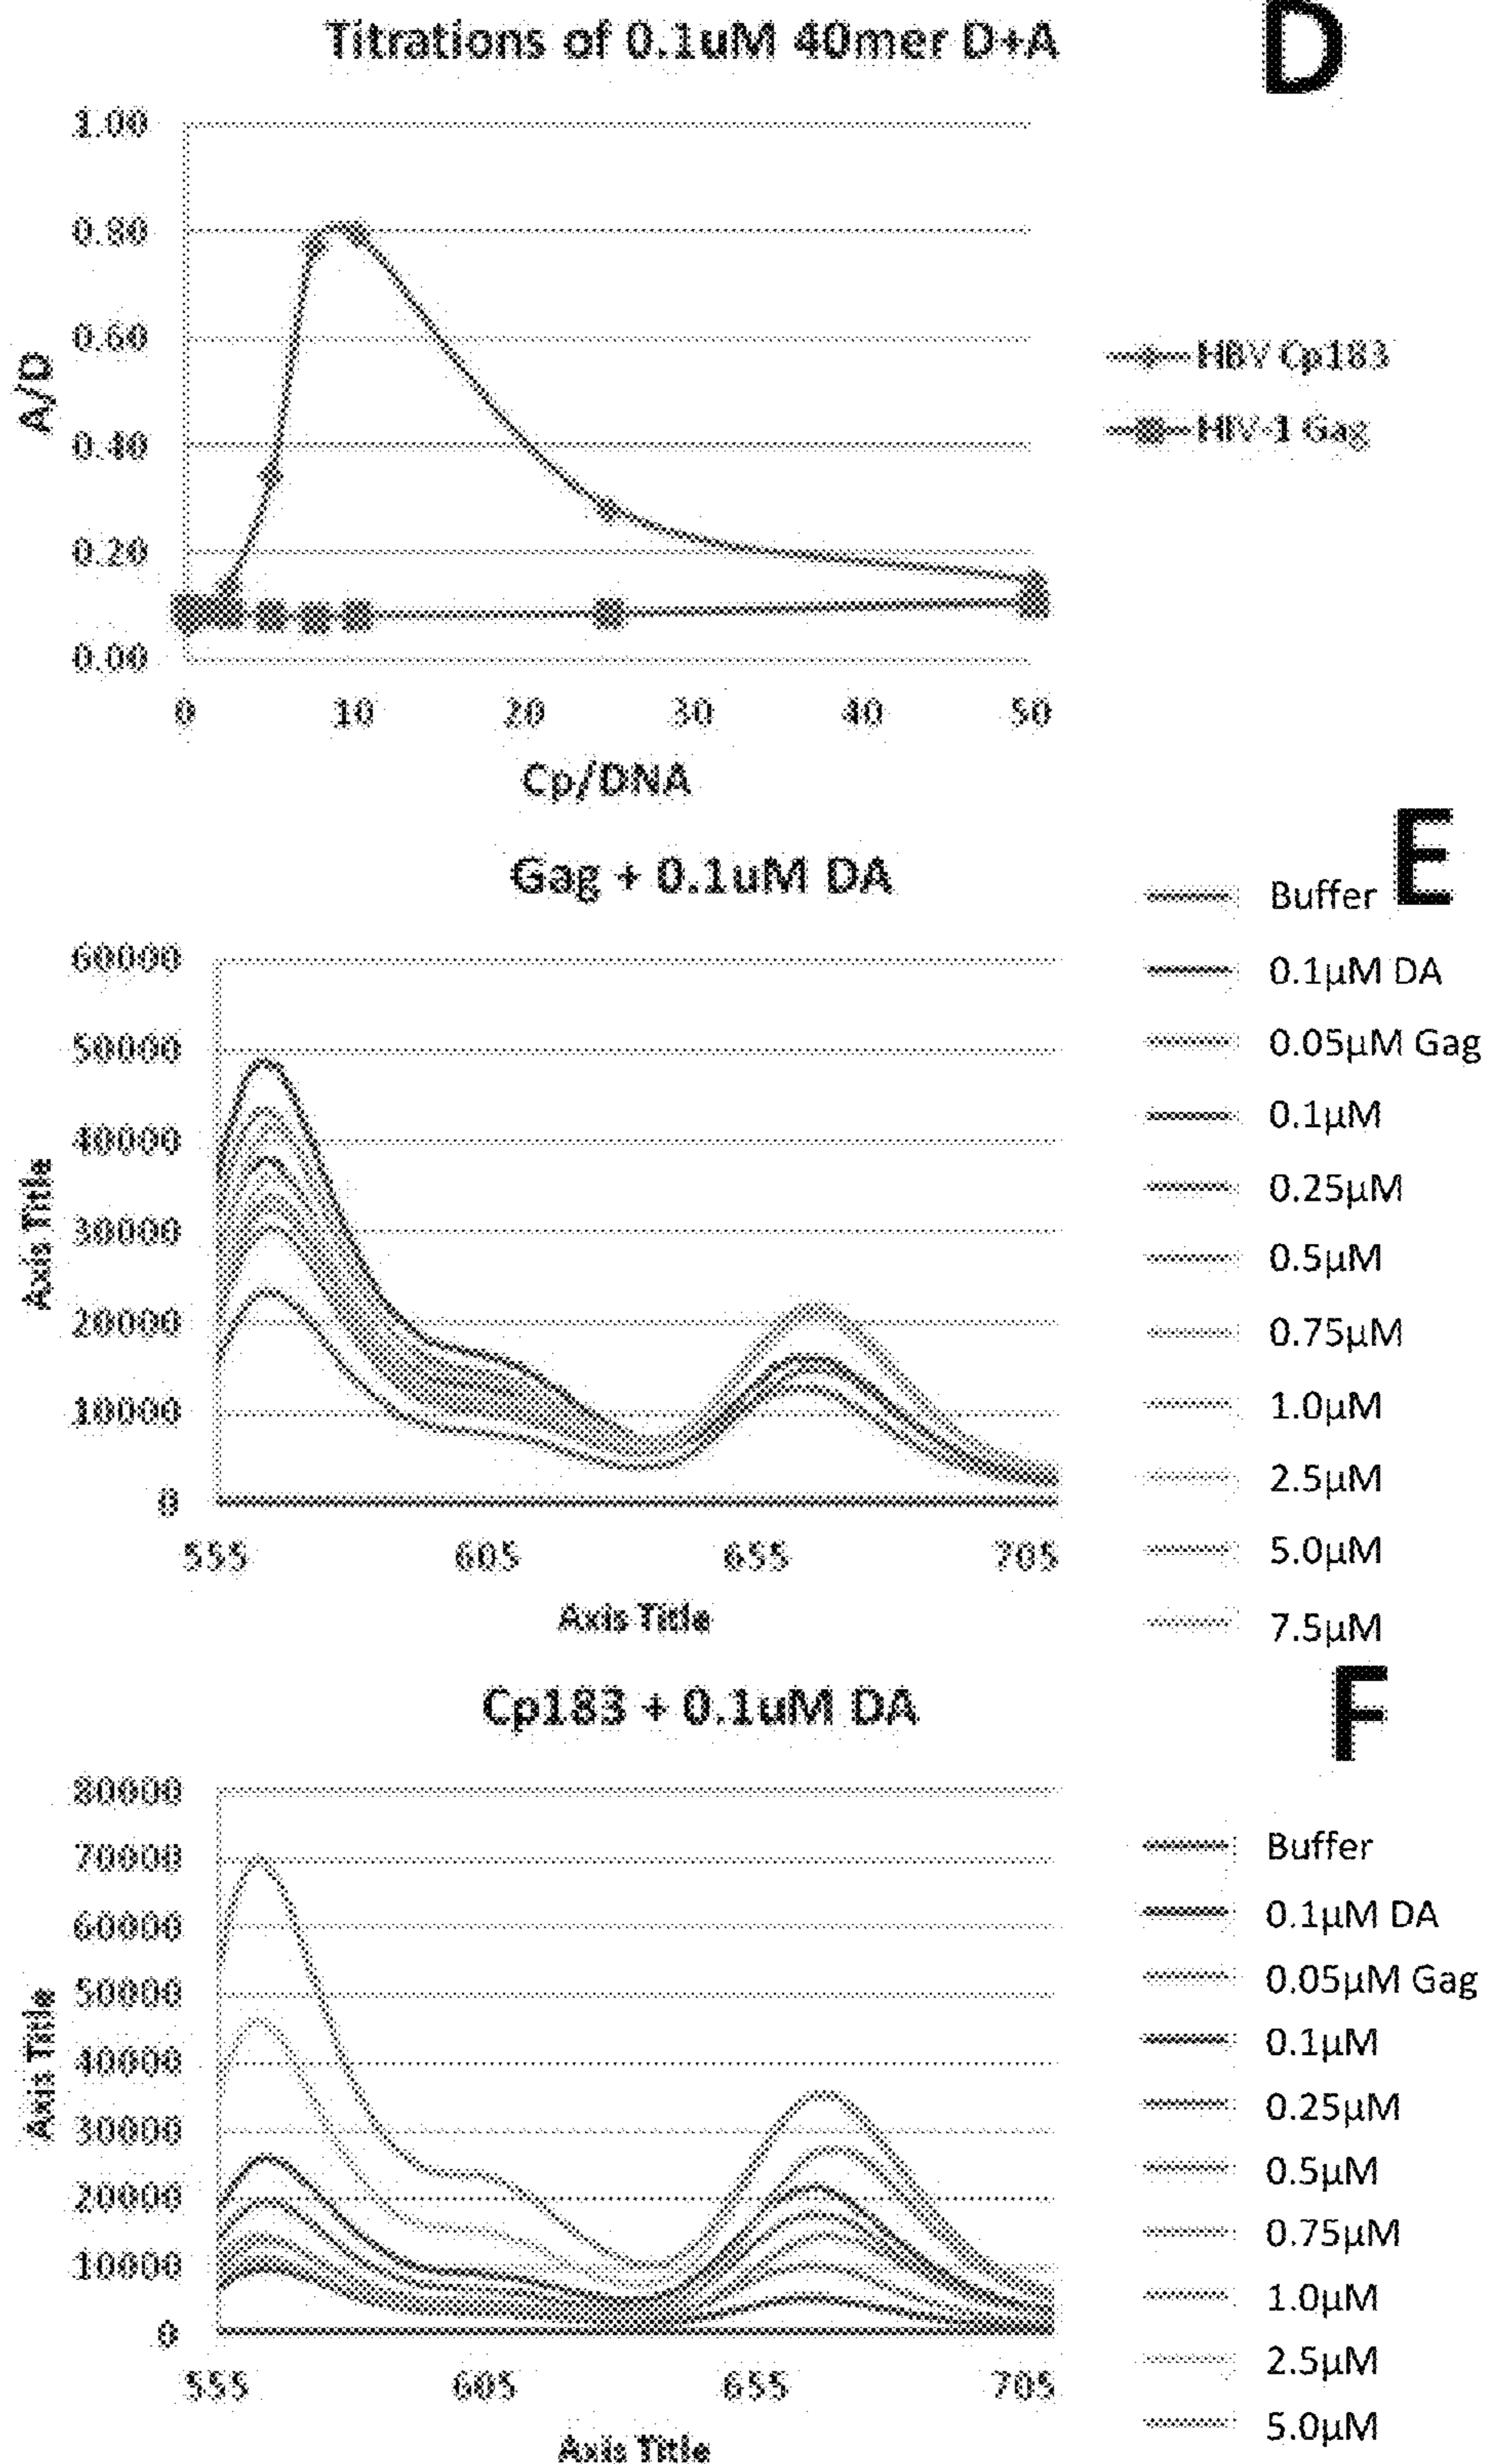 Titrations of 0.1uM 40mer D+A
D
1.00
0.80
0.60
0.40
0.20
0.00
A/D
0 10 20 30 40 50
Cp/DNA
HBV Cp183
HIV-1 Gag
E
Gag + 0.1uM DA
60000
50000
40000
30000
20000
10000
0
Axis Title
555 605 655 705
Axis Title
Buffer
0.1µM DA
0.05µM Gag
0.1µM
0.25µM
0.5µM
0.75µM
1.0µM
2.5µM
5.0µM
7.5µM
F
Cp183 + 0.1uM DA
80000
70000
60000
50000
40000
30000
20000
10000
0
Axis Title
555 605 655 705
Axis Title
Buffer
0.1µM DA
0.05µM Gag
0.1µM
0.25µM
0.5µM
0.75µM
1.0µM
2.5µM
5.0µM